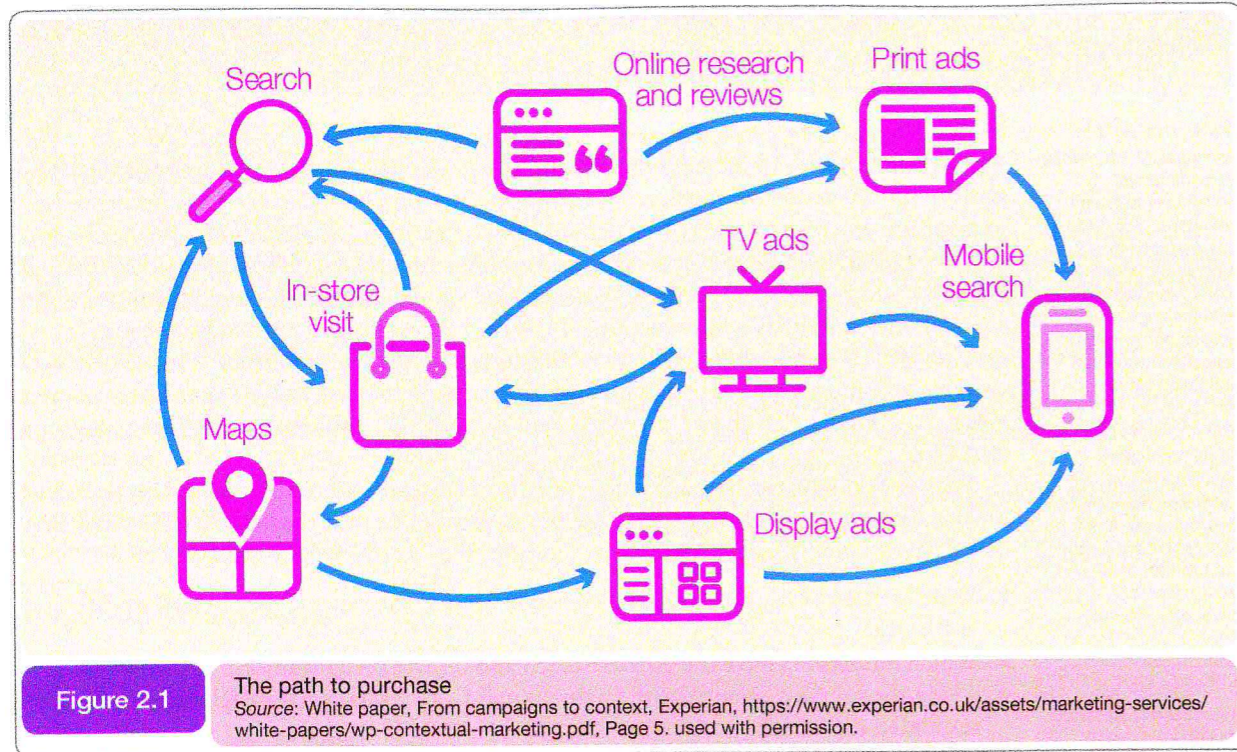 Search
Online research
and reviews
Print ads
TV ads
Mobile
search
In-store
visit
Maps
Display ads
Figure 2.1
The path to purchase
Source: White paper, From campaigns to context, Experian, https://www.experian.co.uk/assets/marketing-services/
white-papers/wp-contextual-marketing.pdf, Page 5. used with permission.